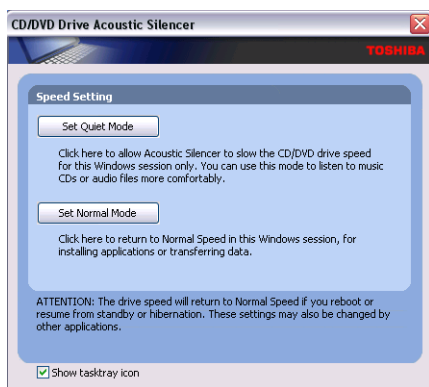 CD/DVD Drive Acoustic Silencer
TOSHIBA
Speed Setting
Set Quiet Mode
Click here to allow Acoustic Silencer to slow the CD/DVD drive speed
for this Windows session only. You can use this mode to listen to music
CDs or audio files more comfortably.
Set Normal Mode
Click here to return to Normal Speed in this Windows session, for
installing applications or transferring data.
ATTENTION: The drive speed will return to Normal Speed if you reboot or
resume from standby or hibernation. These settings may also be changed by
other applications.
Show tasktray icon